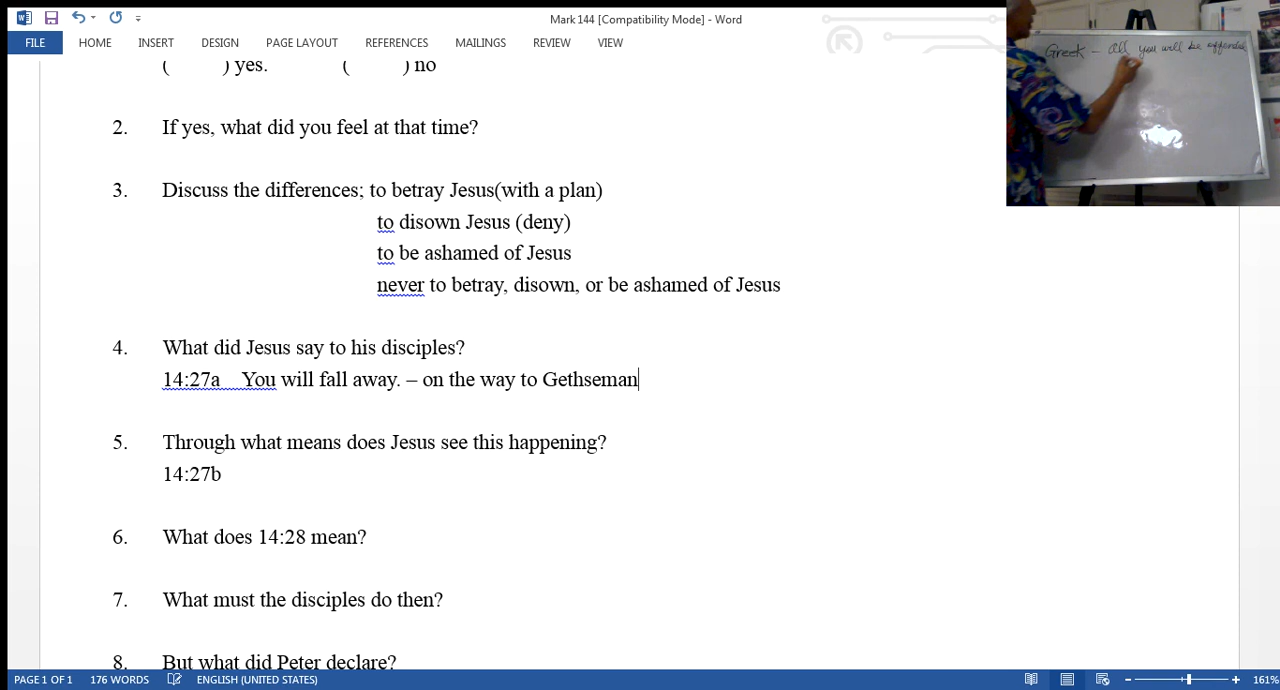 Mark 144 [Compatibility Mode] - Word
FILE HOME INSERT DESIGN PAGE LAYOUT REFERENCES MAILINGS REVIEW VIEW
( ) yes. ( ) no
2. If yes, what did you feel at that time?
3. Discuss the differences; to betray Jesus(with a plan)
to disown Jesus (deny)
to be ashamed of Jesus
never to betray, disown, or be ashamed of Jesus
4. What did Jesus say to his disciples?
14:27a You will fall away. – on the way to Gethseman
5. Through what means does Jesus see this happening?
14:27b
6. What does 14:28 mean?
7. What must the disciples do then?
8. But what did Peter declare?
PAGE 1 OF 1 176 WORDS ENGLISH (UNITED STATES) 161%
Greek - all you will be